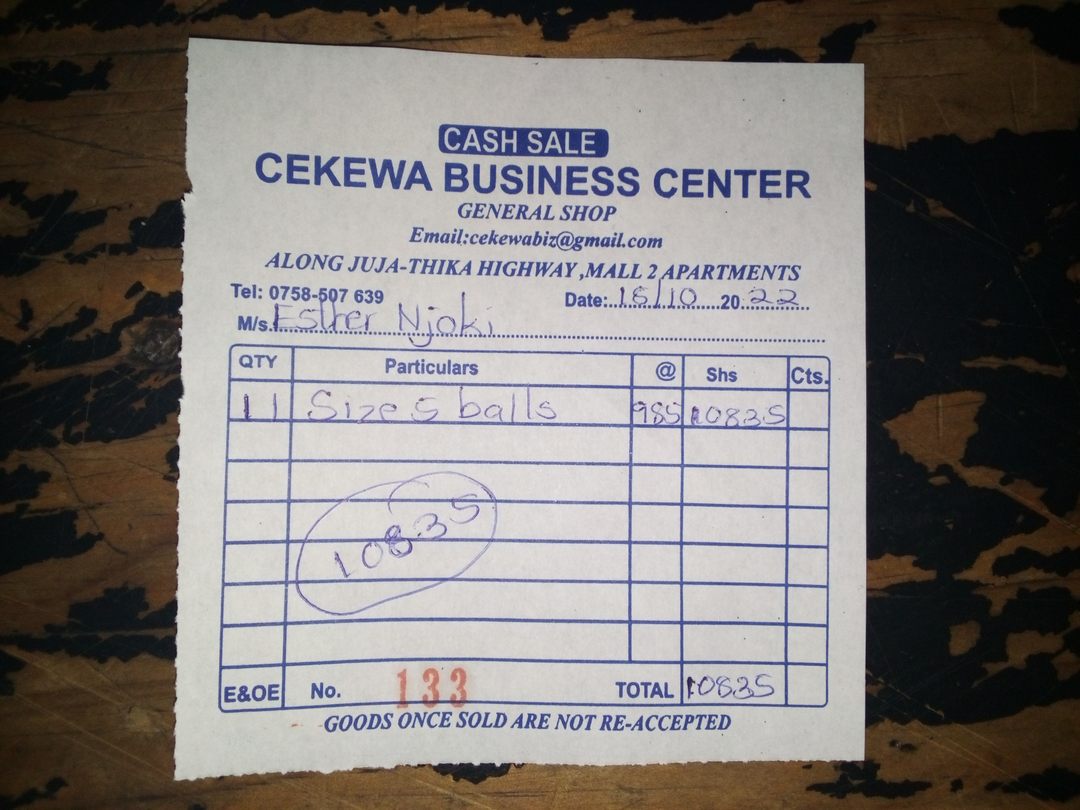 CASH SALE
CEKEWA BUSINESS CENTER
GENERAL SHOP
Email:cekewabiz@gmail.com
ALONG JUJA-THIKA HIGHWAY,MALL 2 APARTMENTS
Tel: 0758-507 639 Date: 15/10 2022
M/s. Esther Njoki
QTY Particulars @ Shs Cts.
11 Size 5 balls 985 10835
10835
E&OE No. 133 TOTAL 10835
GOODS ONCE SOLD ARE NOT RE-ACCEPTED